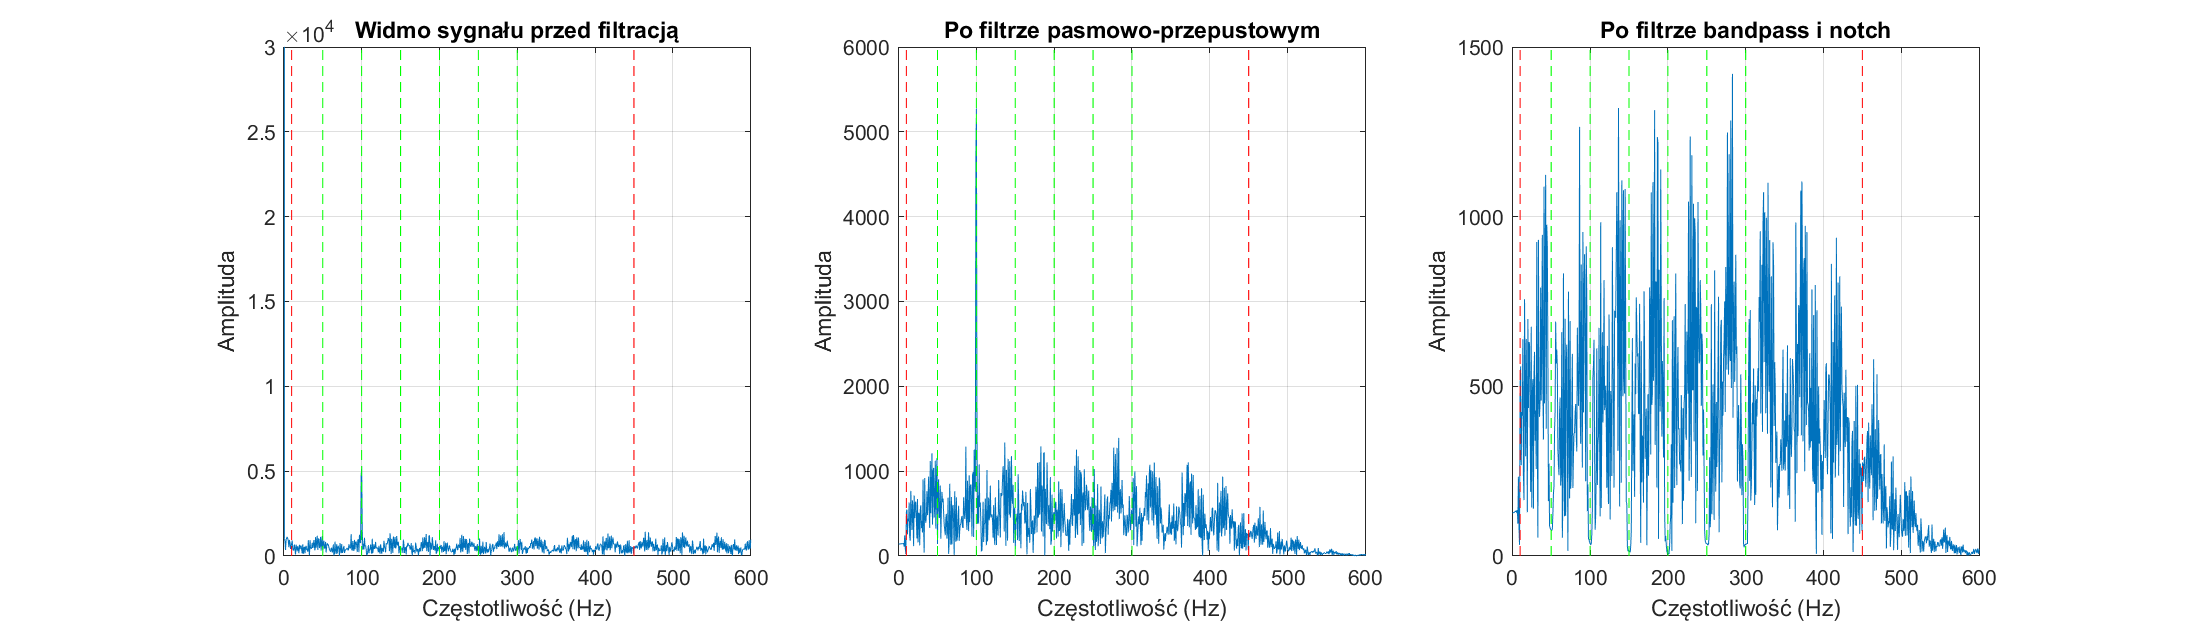 ×10⁴ Widmo sygnału przed filtracją
3
2.5
2
1.5
1
0.5
0
0 100 200 300 400 500 600
Amplituda
Częstotliwość (Hz)
Po filtrze pasmowo-przepustowym
6000
5000
4000
3000
2000
1000
0
0 100 200 300 400 500 600
Amplituda
Częstotliwość (Hz)
Po filtrze bandpass i notch
1500
1000
500
0
0 100 200 300 400 500 600
Amplituda
Częstotliwość (Hz)